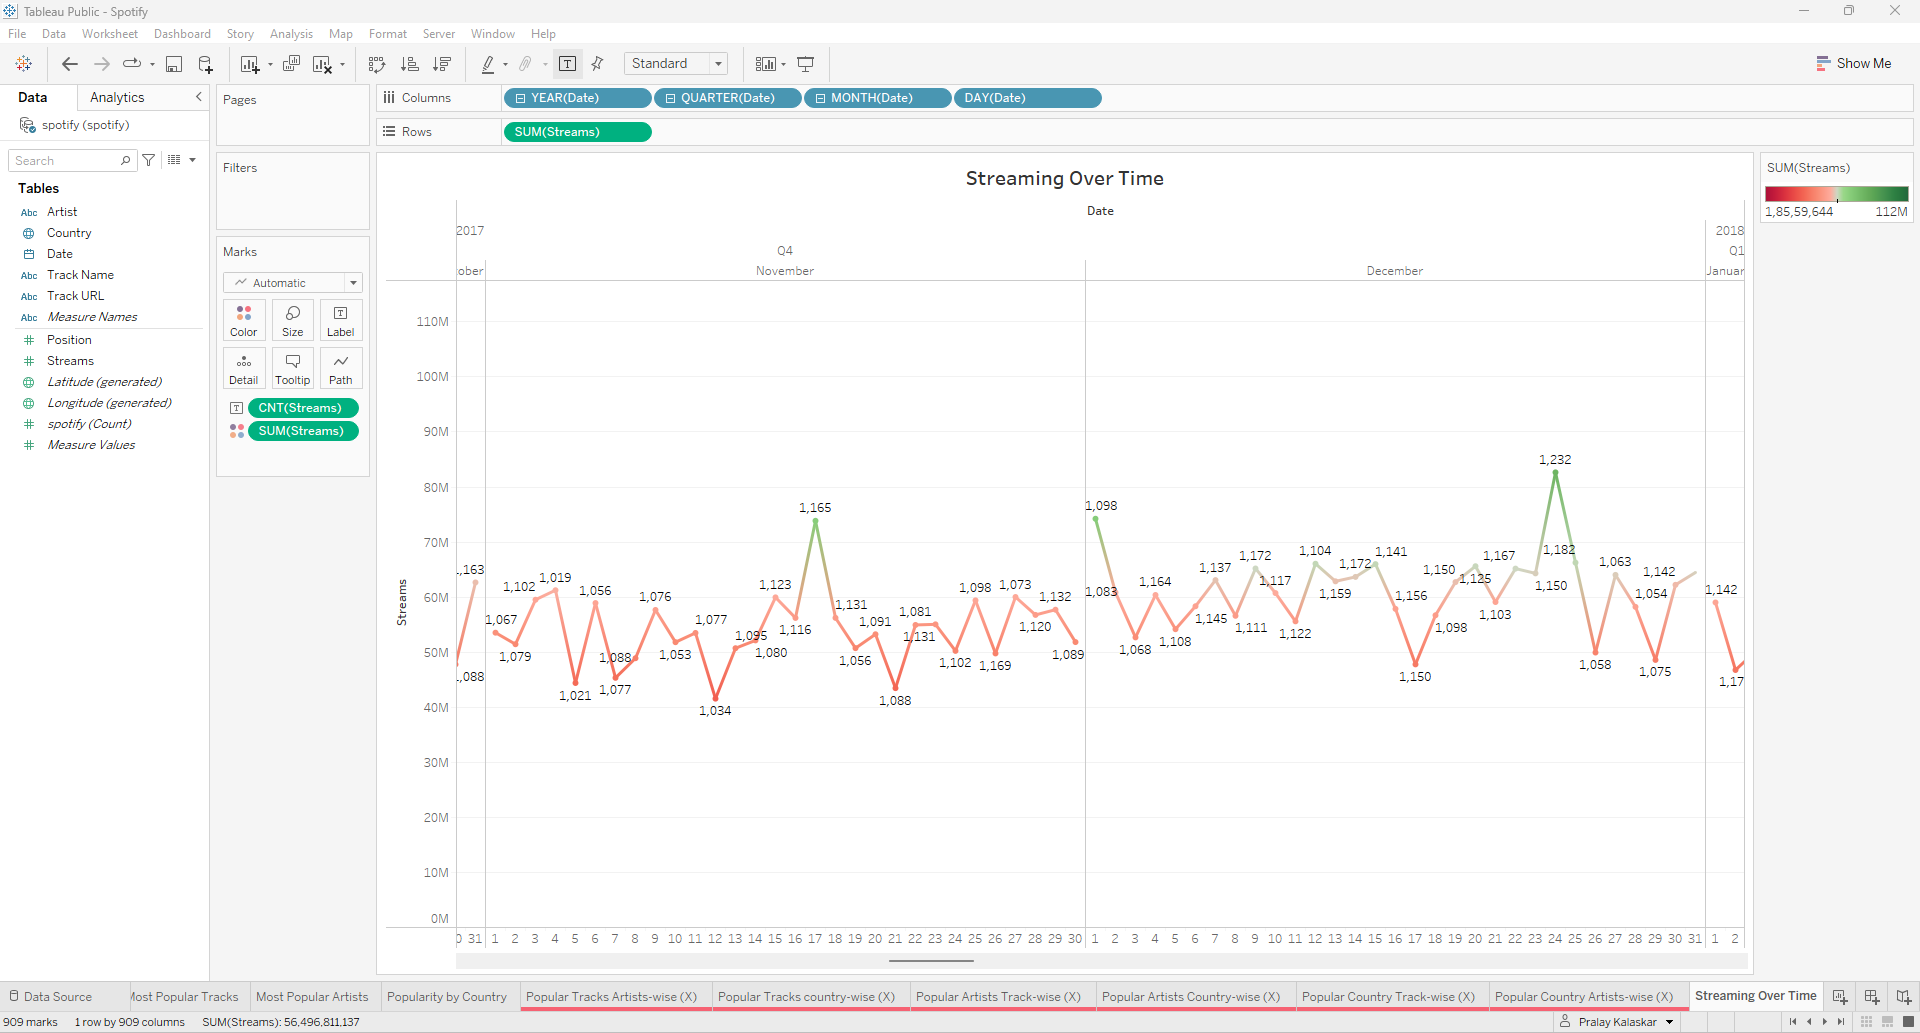 Tableau Public - Spotify
File Data Worksheet Dashboard Story Analysis Map Format Server Window Help
Standard
Show Me
Data Analytics
spotify (spotify)
Search
Tables
Abc Artist
Country
Date
Abc Track Name
Abc Track URL
Abc Measure Names
Position
Streams
Latitude (generated)
Longitude (generated)
spotify (Count)
Measure Values
Pages
Filters
Marks
Automatic
Color Size Label
Detail Tooltip Path
CNT(Streams)
SUM(Streams)
Columns YEAR(Date) QUARTER(Date) MONTH(Date) DAY(Date)
Rows SUM(Streams)
Streaming Over Time
Date
2017 2018
Q4 Q1
ober November December Januar
110M
100M
90M
80M
70M
60M
50M
40M
30M
20M
10M
0M
Streams
1,163
1,088
1,067
1,079
1,102
1,019
1,021
1,056
1,077
1,088
1,076
1,053
1,077
1,034
1,095
1,080
1,123
1,116
1,165
1,131
1,056
1,091
1,088
1,081
1,131
1,102
1,098
1,169
1,073
1,120
1,132
1,089
1,098
1,083
1,068
1,164
1,108
1,145
1,137
1,111
1,172
1,117
1,122
1,104
1,159
1,172
1,141
1,156
1,150
1,098
1,150
1,125
1,103
1,167
1,150
1,232
1,182
1,058
1,063
1,054
1,075
1,142
1,142
1,17
0 31 1 2 3 4 5 6 7 8 9 10 11 12 13 14 15 16 17 18 19 20 21 22 23 24 25 26 27 28 29 30 1 2 3 4 5 6 7 8 9 10 11 12 13 14 15 16 17 18 19 20 21 22 23 24 25 26 27 28 29 30 31 1 2
SUM(Streams)
1,85,59,644 112M
Data Source Most Popular Tracks Most Popular Artists Popularity by Country Popular Tracks Artists-wise (X) Popular Tracks country-wise (X) Popular Artists Track-wise (X) Popular Artists Country-wise (X) Popular Country Track-wise (X) Popular Country Artists-wise (X) Streaming Over Time
909 marks 1 row by 909 columns SUM(Streams): 56,496,811,137 Pralay Kalaskar